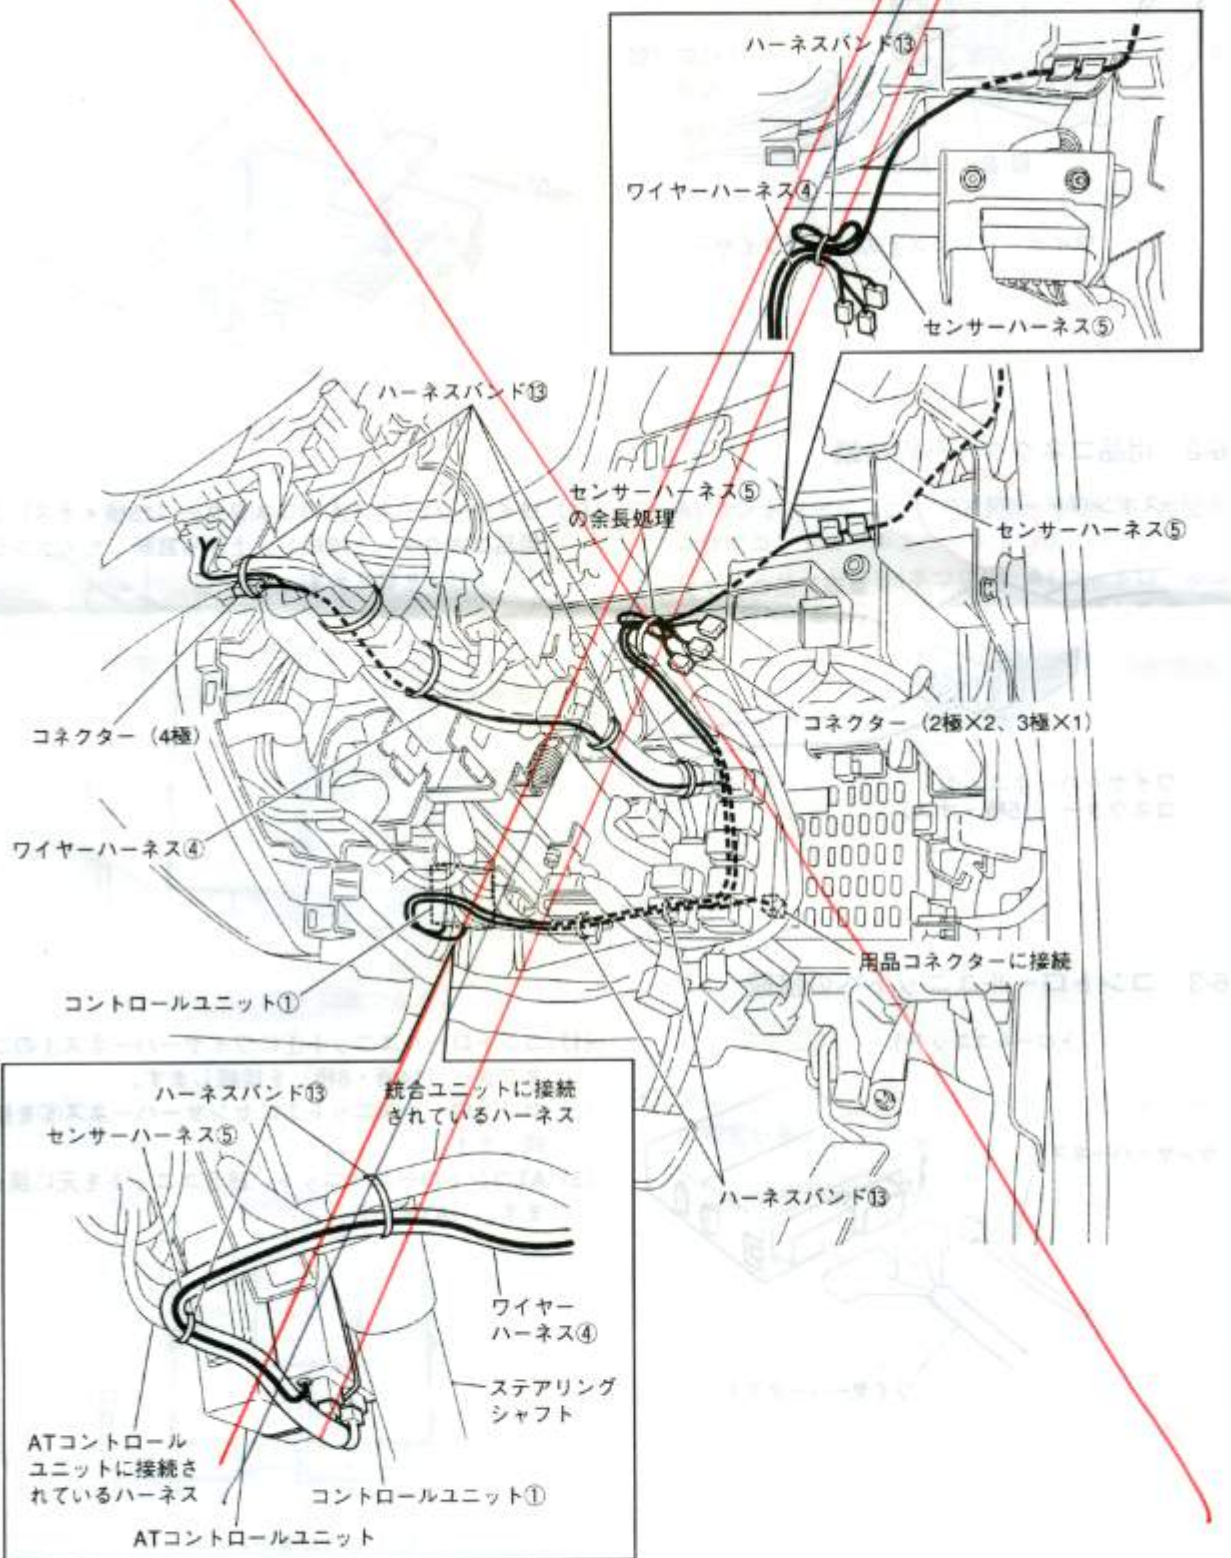 ハーネスバンド⑬
ワイヤーハーネス④
センサーハーネス⑤
ハーネスバンド⑬
センサーハーネス⑤
の余長処理
センサーハーネス⑤
コネクター（4極）
コネクター（2極×2、3極×1）
ワイヤーハーネス④
用品コネクターに接続
コントロールユニット①
ハーネスバンド⑬
統合ユニットに接続
されているハーネス
センサーハーネス⑤
ハーネスバンド⑬
ワイヤー
ハーネス④
ステアリング
シャフト
ATコントロール
ユニットに接続さ
れているハーネス
コントロールユニット①
ATコントロールユニット